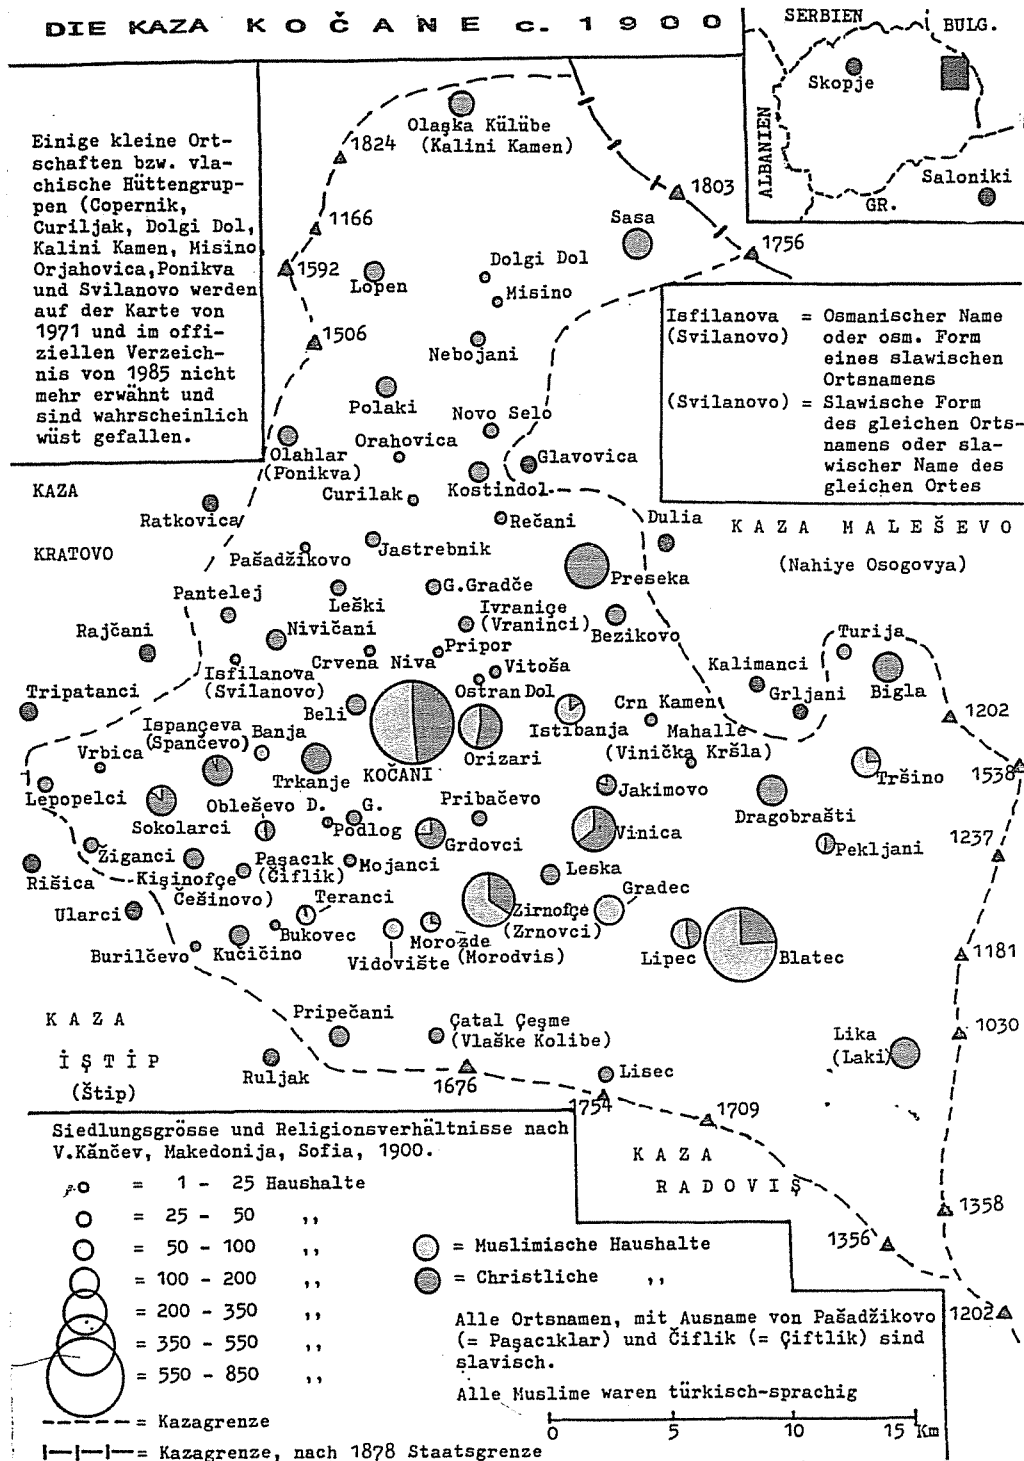 DIE KAZA KOČANE c. 1900
SERBIEN
BULG.
Skopje
ALBANIEN
Saloniki
GR.
Einige kleine Ort-
schaften bzw. vla-
chische Hüttengrup-
pen (Copernik,
Curiljak, Dolgi Dol,
Kalini Kamen, Misino
Orjahovica,Ponikva
und Svilanovo werden
auf der Karte von
1971 und im offi-
ziellen Verzeich-
nis von 1985 nicht
mehr erwähnt und
sind wahrscheinlich
wüst gefallen.
Olaşka Külübe
(Kalini Kamen)
1824
1803
1166
Sasa
1756
1592
Lopen
Dolgi Dol
Misino
1506
Nebojani
Isfilanova = Osmanischer Name
(Svilanovo) oder osm. Form
eines slawischen
Ortsnamens
(Svilanovo) = Slawische Form
des gleichen Orts-
namens oder sla-
wischer Name des
gleichen Ortes
Polaki
Novo Selo
Orahovica
Olahlar
(Ponikva)
Glavovica
Kostindol
Curilak
KAZA
KRATOVO
Ratkovica
Rečani
Dulia
KAZA MALEŠEVO
(Nahiye Osogovya)
Pašadžikovo
Jastrebnik
Preseka
Pantelej
Leški
G.Gradče
Ivraniçe
(Vraninci)
Bezikovo
Rajčani
Nivičani
Turija
Isfilanova
(Svilanovo)
Crvena Niva
Pripor
Vitoša
Kalimanci
Bigla
Tripatanci
Ostran Dol
Grljani
1202
Beli
Ispançeva
(Spančevo)
Banja
Istibanja
Crn Kamen
Mahalle
(Vinička Kršla)
Vrbica
Trkanje
KOČANI
Orizari
Tršino
1538
Lepopelci
Jakimovo
Sokolarci
Obleševo
D.
G.
Podlog
Pribačevo
Dragobrašti
Grdovci
Vinica
1237
Žiganci
Pekljani
Rišica
Kişinofçe
Češinovo)
Paşacık
(Čiflik)
Mojanci
Leska
Gradec
Ularci
Teranci
Zirnofçe
(Zrnovci)
Bukovec
Burilčevo
Kučičino
Vidovište
Morozde
(Morodvis)
Lipec
Blatec
1181
KAZA
İŞTİP
(Štip)
Pripečani
Çatal Çeşme
(Vlaške Kolibe)
Lika
(Laki)
1030
Ruljak
1676
Lisec
1754
1709
Siedlungsgrösse und Religionsverhältnisse nach
V.Kănčev, Makedonija, Sofia, 1900.
KAZA
RADOVIŞ
= 1 - 25 Haushalte
= 25 - 50 ,,
= 50 - 100 ,,
= 100 - 200 ,,
= 200 - 350 ,,
= 350 - 550 ,,
= 550 - 850 ,,
1358
1356
1202
= Muslimische Haushalte
= Christliche ,,
Alle Ortsnamen, mit Ausname von Pašadžikovo
(= Paşacıklar) und Čiflik (= Çiftlik) sind
slavisch.
Alle Muslime waren türkisch-sprachig
= Kazagrenze
= Kazagrenze, nach 1878 Staatsgrenze
0 5 10 15 Km